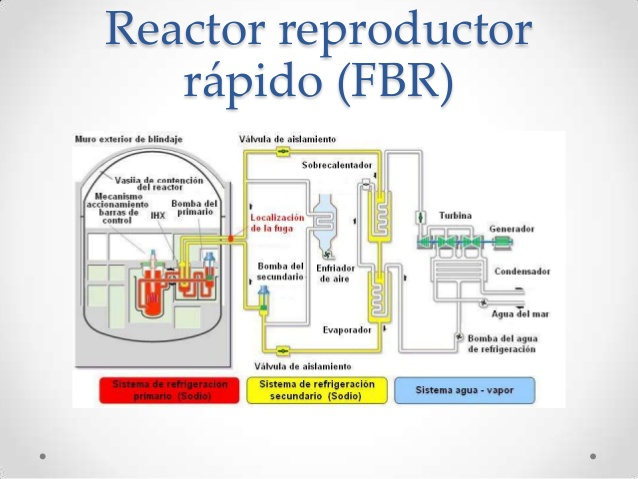 Reactor reproductor
rápido (FBR)
Muro exterior de blindaje
Válvula de aislamiento
Sobrecalentador
Vasija de contención
del reactor
Mecanismo
accionamiento
barras de
control
IHX
Bomba del
primario
Localización
de la fuga
Turbina
Generador
Bomba del
secundario
Enfriador
de aire
Condensador
Agua del mar
Evaporador
Bomba del agua
de refrigeración
Válvula de aislamiento
Sistema de refrigeración
primario (Sodio)
Sistema de refrigeración
secundario (Sodio)
Sistema agua - vapor